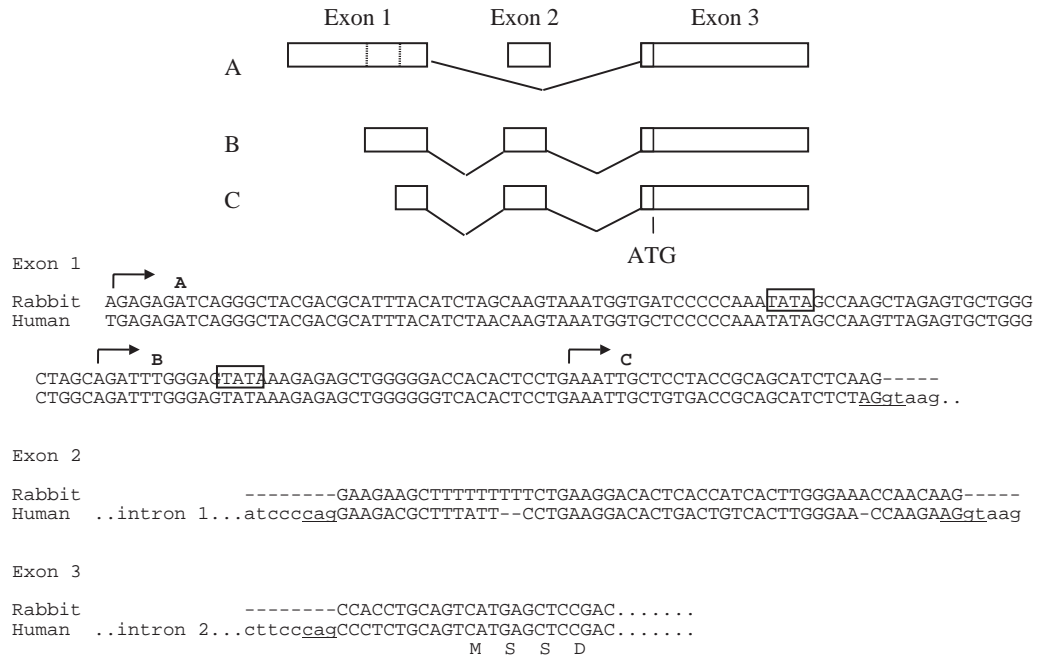 Exon 1 Exon 2 Exon 3
A
B
C
ATG
Exon 1
A
Rabbit AGAGAGATCAGGGCTACGACGCATTTACATCTAGCAAGTAAATGGTGATCCCCCAAATATAGCCAAGCTAGAGTGCTGGG
Human TGAGAGATCAGGGCTACGACGCATTTACATCTAACAAGTAAATGGTGCTCCCCCAAATATAGCCAAGTTAGAGTGCTGGG
B C
CTAGCAGATTTGGGAGTATAAAGAGAGCTGGGGGACCACACTCCTGAAATTGCTCCTACCGCAGCATCTCAAG-----
CTGGCAGATTTGGGAGTATAAAGAGAGCTGGGGGGTCACACTCCTGAAATTGCTGTGACCGCAGCATCTCTAGgtaag..
Exon 2
Rabbit --------GAAGAAGCTTTTTTTTTCTGAAGGACACTCACCATCACTTGGGAAACCAACAAG-----
Human ..intron 1...atccccagGAAGACGCTTTATT--CCTGAAGGACACTGACTGTCACTTGGGAA-CCAAGAAGgtaag
Exon 3
Rabbit --------CCACCTGCAGTCATGAGCTCCGAC.......
Human ..intron 2...cttcccagCCCTCTGCAGTCATGAGCTCCGAC.......
M S S D